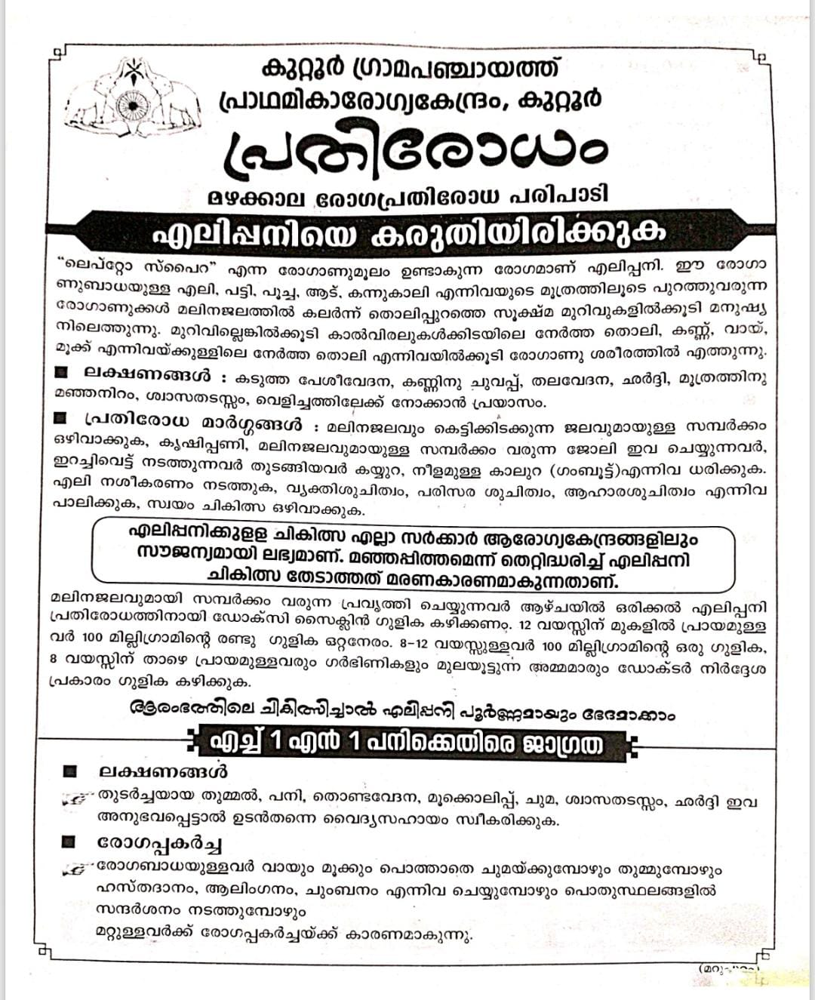 കുറ്റൂർ ഗ്രാമപഞ്ചായത്ത്
പ്രാഥമികാരോഗ്യകേന്ദ്രം, കുറ്റൂർ
പ്രതിരോധം
മഴക്കാല രോഗപ്രതിരോധ പരിപാടി
എലിപ്പനിയെ കരുതിയിരിക്കുക
“ലെപ്റ്റോ സ്പൈറ” എന്ന രോഗാണുമൂലം ഉണ്ടാകുന്ന രോഗമാണ് എലിപ്പനി. ഈ രോഗാ
ണുബാധയുള്ള എലി, പട്ടി, പൂച്ച, ആട്, കന്നുകാലി എന്നിവയുടെ മൂത്രത്തിലൂടെ പുറത്തുവരുന്ന
രോഗാണുക്കൾ മലിനജലത്തിൽ കലർന്ന് തൊലിപ്പുറത്തെ സൂക്ഷ്മ മുറിവുകളിൽക്കൂടി മനുഷ്യ
നിലെത്തുന്നു. മുറിവില്ലെങ്കിൽക്കൂടി കാൽവിരലുകൾക്കിടയിലെ നേർത്ത തൊലി, കണ്ണ്, വായ്,
മൂക്ക് എന്നിവയ്ക്കുള്ളിലെ നേർത്ത തൊലി എന്നിവയിൽക്കൂടി രോഗാണു ശരീരത്തിൽ എത്തുന്നു.
■ ലക്ഷണങ്ങൾ : കടുത്ത പേശീവേദന, കണ്ണിനു ചുവപ്പ്, തലവേദന, ഛർദ്ദി, മൂത്രത്തിനു
മഞ്ഞനിറം, ശ്വാസതടസ്സം, വെളിച്ചത്തിലേക്ക് നോക്കാൻ പ്രയാസം.
■ പ്രതിരോധ മാർഗ്ഗങ്ങൾ : മലിനജലവും കെട്ടിക്കിടക്കുന്ന ജലവുമായുള്ള സമ്പർക്കം
ഒഴിവാക്കുക, കൃഷിപ്പണി, മലിനജലവുമായുള്ള സമ്പർക്കം വരുന്ന ജോലി ഇവ ചെയ്യുന്നവർ,
ഇറച്ചിവെട്ട് നടത്തുന്നവർ തുടങ്ങിയവർ കയ്യുറ, നീളമുള്ള കാലുറ (ഗംബൂട്ട്)എന്നിവ ധരിക്കുക.
എലി നശീകരണം നടത്തുക, വ്യക്തിശുചിത്വം, പരിസര ശുചിത്വം, ആഹാരശുചിത്വം എന്നിവ
പാലിക്കുക, സ്വയം ചികിത്സ ഒഴിവാക്കുക.
എലിപ്പനിക്കുളള ചികിത്സ എല്ലാ സർക്കാർ ആരോഗ്യകേന്ദ്രങ്ങളിലും
സൗജന്യമായി ലഭ്യമാണ്. മഞ്ഞപ്പിത്തമെന്ന് തെറ്റിദ്ധരിച്ച് എലിപ്പനി
ചികിത്സ തേടാത്തത് മരണകാരണമാകുന്നതാണ്.
മലിനജലവുമായി സമ്പർക്കം വരുന്ന പ്രവൃത്തി ചെയ്യുന്നവർ ആഴ്ചയിൽ ഒരിക്കൽ എലിപ്പനി
പ്രതിരോധത്തിനായി ഡോക്സി സൈക്ലിൻ ഗുളിക കഴിക്കണം. 12 വയസ്സിന് മുകളിൽ പ്രായമുള്ള
വർ 100 മില്ലിഗ്രാമിന്റെ രണ്ടു ഗുളിക ഒറ്റനേരം. 8-12 വയസ്സുള്ളവർ 100 മില്ലിഗ്രാമിന്റെ ഒരു ഗുളിക,
8 വയസ്സിന് താഴെ പ്രായമുള്ളവരും ഗർഭിണികളും മുലയൂട്ടുന്ന അമ്മമാരും ഡോക്ടർ നിർദ്ദേശ
പ്രകാരം ഗുളിക കഴിക്കുക.
ആരംഭത്തിലെ ചികിത്സിച്ചാൽ എലിപ്പനി പൂർണ്ണമായും ഭേദമാക്കാം
എച്ച് 1 എൻ 1 പനിക്കെതിരെ ജാഗ്രത
■ ലക്ഷണങ്ങൾ
തുടർച്ചയായ തുമ്മൽ, പനി, തൊണ്ടവേദന, മൂക്കൊലിപ്പ്, ചുമ, ശ്വാസതടസ്സം, ഛർദ്ദി ഇവ
അനുഭവപ്പെട്ടാൽ ഉടൻതന്നെ വൈദ്യസഹായം സ്വീകരിക്കുക.
■ രോഗപ്പകർച്ച
രോഗബാധയുള്ളവർ വായും മൂക്കും പൊത്താതെ ചുമയ്ക്കുമ്പോഴും തുമ്മുമ്പോഴും
ഹസ്തദാനം, ആലിംഗനം, ചുംബനം എന്നിവ ചെയ്യുമ്പോഴും പൊതുസ്ഥലങ്ങളിൽ
സന്ദർശനം നടത്തുമ്പോഴും
മറ്റുള്ളവർക്ക് രോഗപ്പകർച്ചയ്ക്ക് കാരണമാകുന്നു.